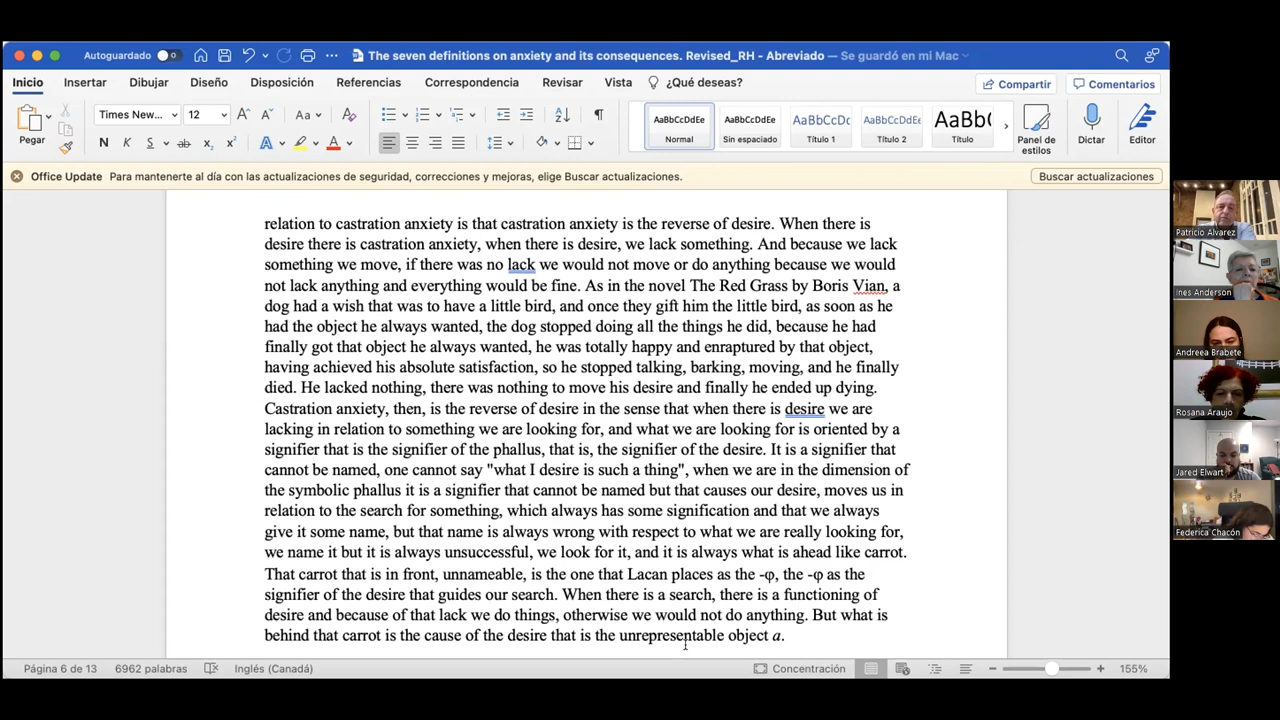 Autoguardado
The seven definitions on anxiety and its consequences. Revised_RH - Abreviado — Se guardó en mi Mac
Inicio Insertar Dibujar Diseño Disposición Referencias Correspondencia Revisar Vista ¿Qué deseas? Compartir Comentarios
Pegar
Times New... 12 Aa
N K S ab x₂ x² A A
AaBbCcDdEe AaBbCcDdEe AaBbCcDc AaBbCcDdEe AaBb(
Normal Sin espaciado Título 1 Título 2 Título
Panel de estilos Dictar Editor
Office Update Para mantenerte al día con las actualizaciones de seguridad, correcciones y mejoras, elige Buscar actualizaciones. Buscar actualizaciones
relation to castration anxiety is that castration anxiety is the reverse of desire. When there is
desire there is castration anxiety, when there is desire, we lack something. And because we lack
something we move, if there was no lack we would not move or do anything because we would
not lack anything and everything would be fine. As in the novel The Red Grass by Boris Vian, a
dog had a wish that was to have a little bird, and once they gift him the little bird, as soon as he
had the object he always wanted, the dog stopped doing all the things he did, because he had
finally got that object he always wanted, he was totally happy and enraptured by that object,
having achieved his absolute satisfaction, so he stopped talking, barking, moving, and he finally
died. He lacked nothing, there was nothing to move his desire and finally he ended up dying.
Castration anxiety, then, is the reverse of desire in the sense that when there is desire we are
lacking in relation to something we are looking for, and what we are looking for is oriented by a
signifier that is the signifier of the phallus, that is, the signifier of the desire. It is a signifier that
cannot be named, one cannot say "what I desire is such a thing", when we are in the dimension of
the symbolic phallus it is a signifier that cannot be named but that causes our desire, moves us in
relation to the search for something, which always has some signification and that we always
give it some name, but that name is always wrong with respect to what we are really looking for,
we name it but it is always unsuccessful, we look for it, and it is always what is ahead like carrot.
That carrot that is in front, unnameable, is the one that Lacan places as the -φ, the -φ as the
signifier of the desire that guides our search. When there is a search, there is a functioning of
desire and because of that lack we do things, otherwise we would not do anything. But what is
behind that carrot is the cause of the desire that is the unrepresentable object a.
Página 6 de 13 6962 palabras Inglés (Canadá) Concentración 155%
Patricio Alvarez
Ines Anderson
Andreea Brabete
Rosana Araujo
Jared Elwart
Federica Chacón